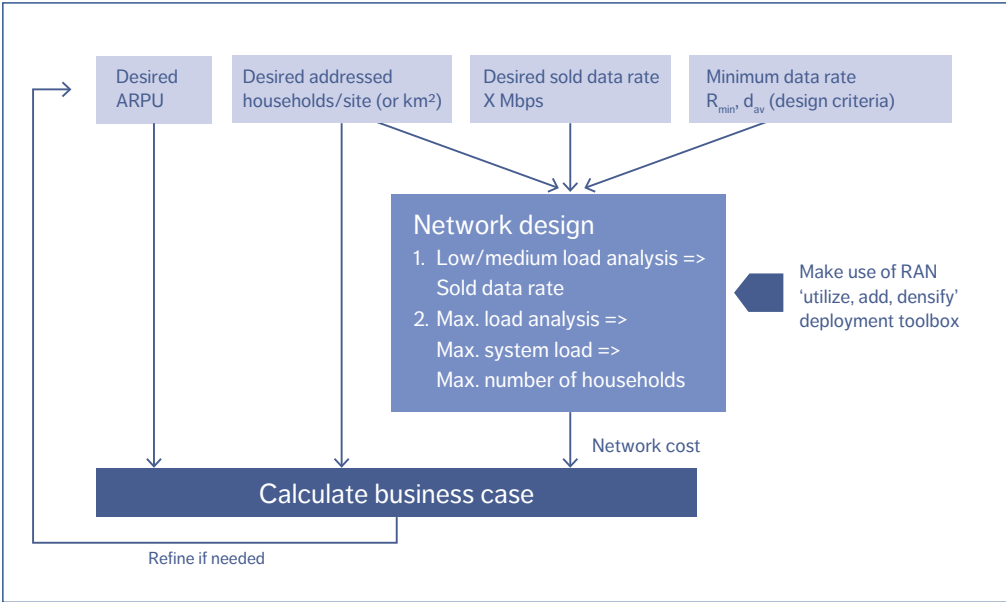 Desired
ARPU
Desired addressed
households/site (or km²)
Desired sold data rate
X Mbps
Minimum data rate
Rmin, dav (design criteria)
Network design
1. Low/medium load analysis =>
Sold data rate
2. Max. load analysis =>
Max. system load =>
Max. number of households
Make use of RAN
‘utilize, add, densify’
deployment toolbox
Network cost
Calculate business case
Refine if needed